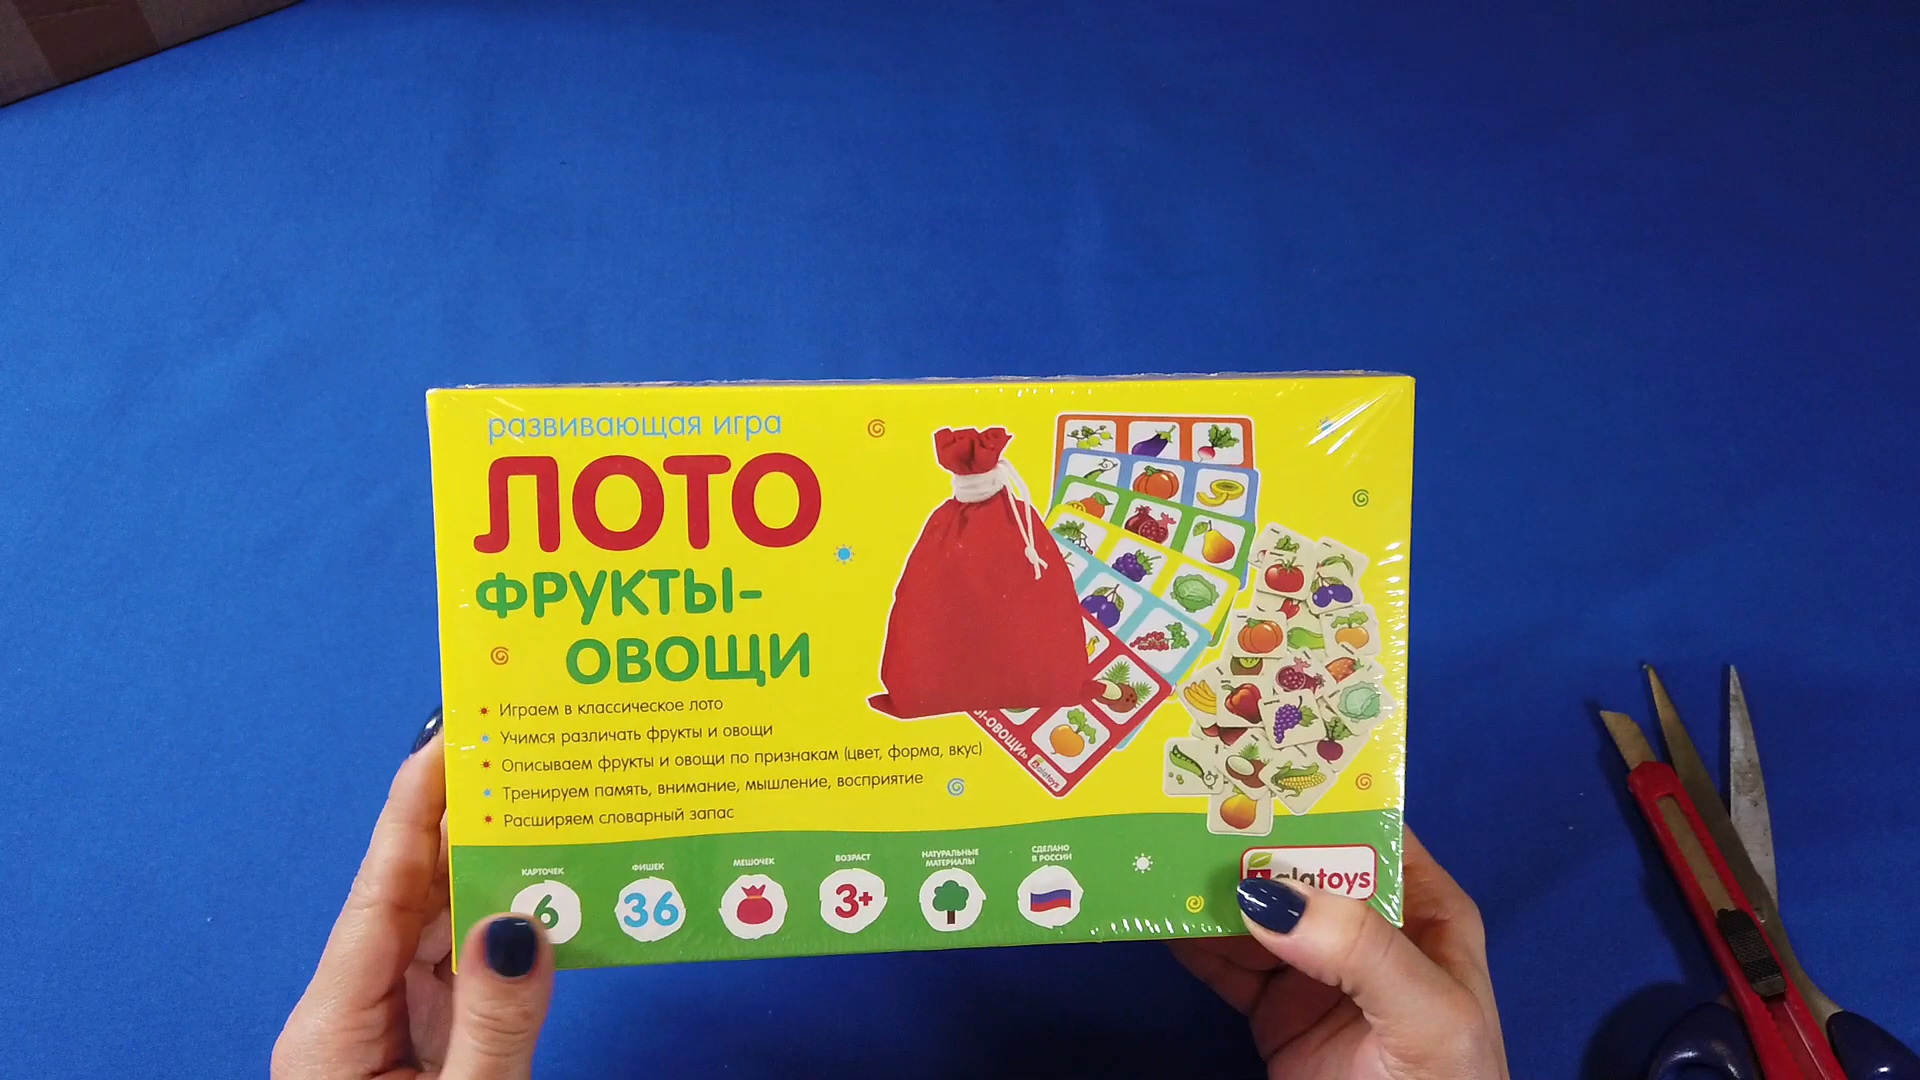 развивающая игра
ЛОТО
ФРУКТЫ-
ОВОЩИ
Играем в классическое лото
Учимся различать фрукты и овощи
Описываем фрукты и овощи по признакам (цвет, форма, вкус)
Тренируем память, внимание, мышление, восприятие
Расширяем словарный запас
КАРТОЧЕК
6
ФИШЕК
36
МЕШОЧЕК
ВОЗРАСТ
3+
НАТУРАЛЬНЫЕ
МАТЕРИАЛЫ
СДЕЛАНО
В РОССИИ
alatoys
Ы-ОВОЩИ»
alatoys